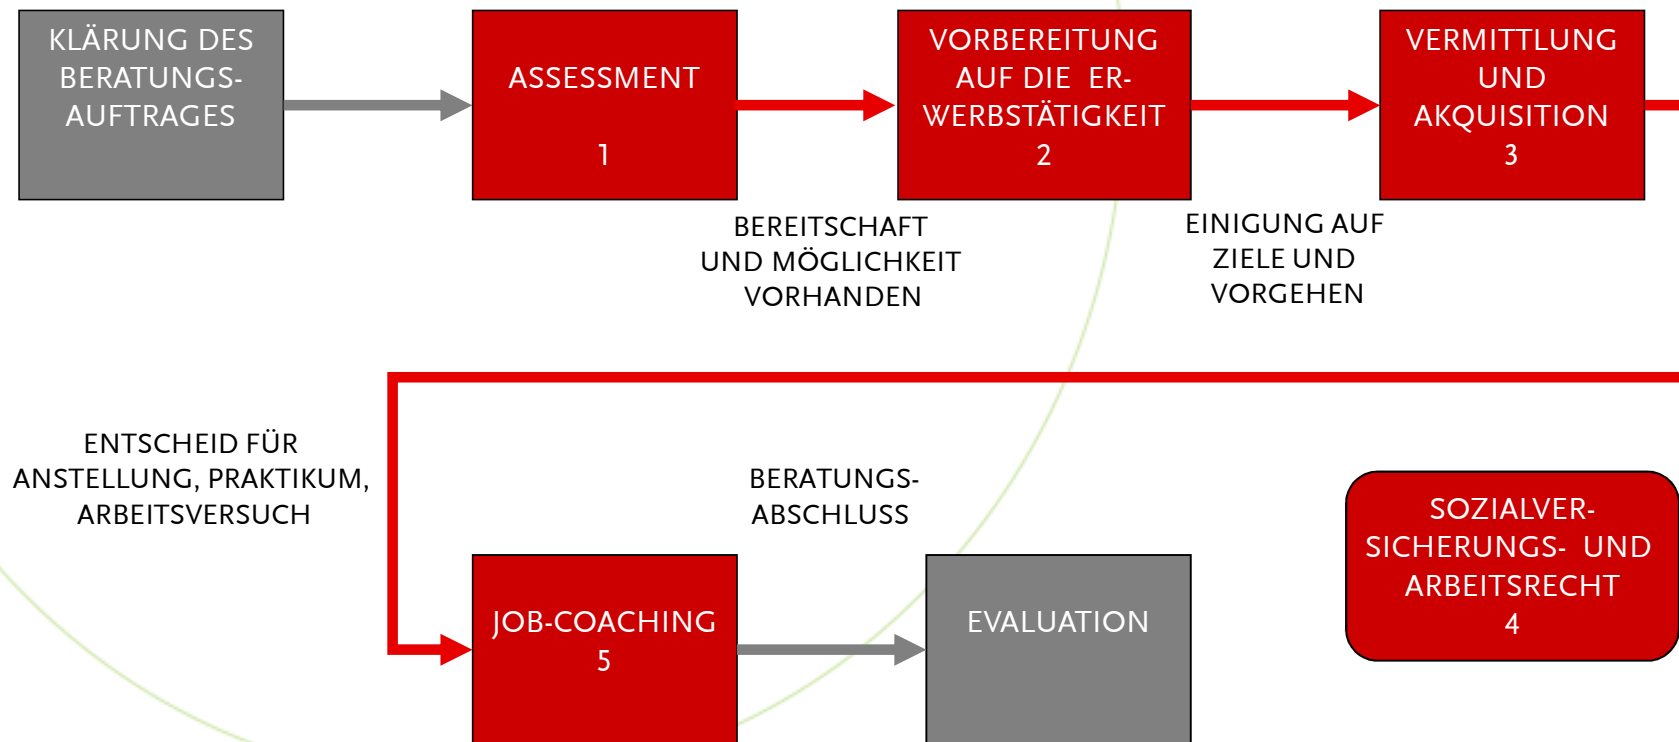 KLÄRUNG DES
BERATUNGS-
AUFTRAGES
ASSESSMENT
1
VORBEREITUNG
AUF DIE ER-
WERBSTÄTIGKEIT
2
VERMITTLUNG
UND
AKQUISITION
3
BEREITSCHAFT
UND MÖGLICHKEIT
VORHANDEN
EINIGUNG AUF
ZIELE UND
VORGEHEN
ENTSCHEID FÜR
ANSTELLUNG, PRAKTIKUM,
ARBEITSVERSUCH
JOB-COACHING
5
BERATUNGS-
ABSCHLUSS
EVALUATION
SOZIALVER-
SICHERUNGS- UND
ARBEITSRECHT
4